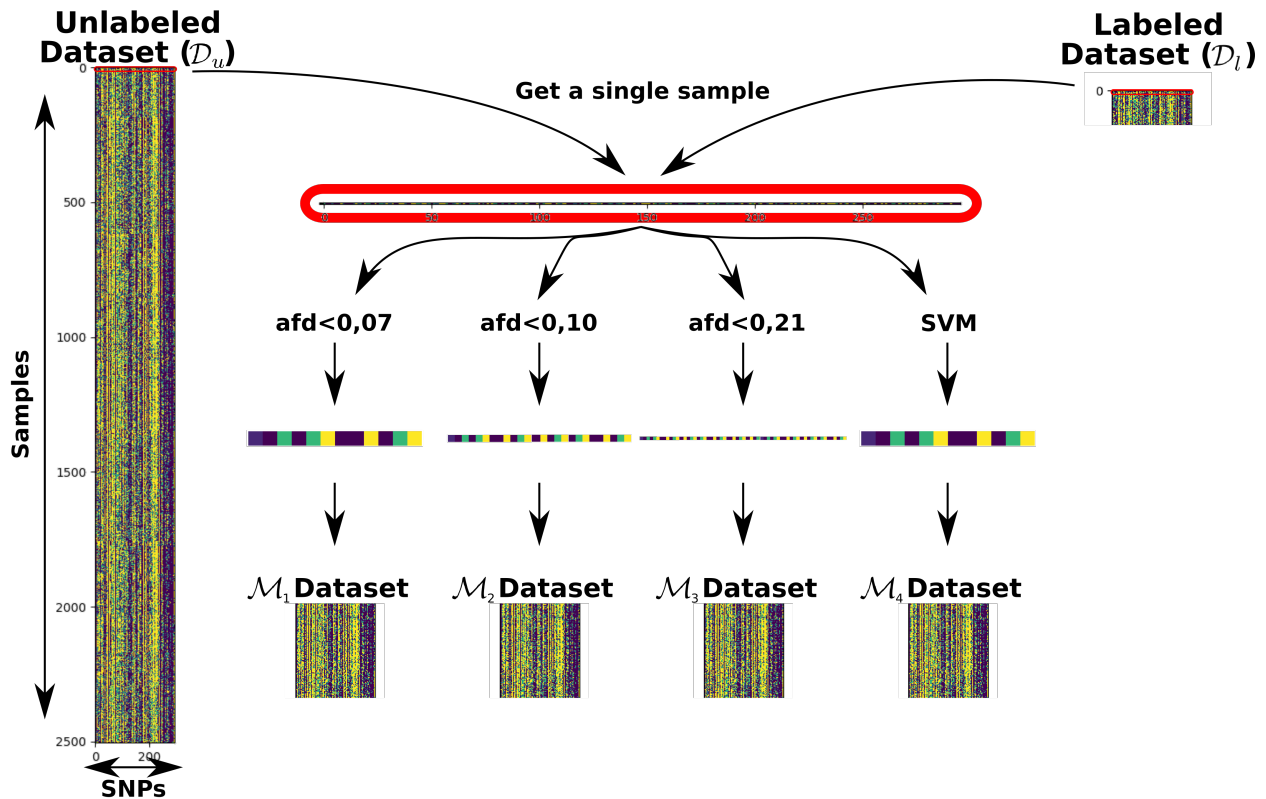 Unlabeled
Dataset (𝒟u)
Labeled
Dataset (𝒟l)
Get a single sample
0
500
1000
1500
2000
2500
0 200
Samples
SNPs
0
0 50 100 150 200 250
afd<0,07
afd<0,10
afd<0,21
SVM
ℳ1 Dataset
ℳ2 Dataset
ℳ3 Dataset
ℳ4 Dataset